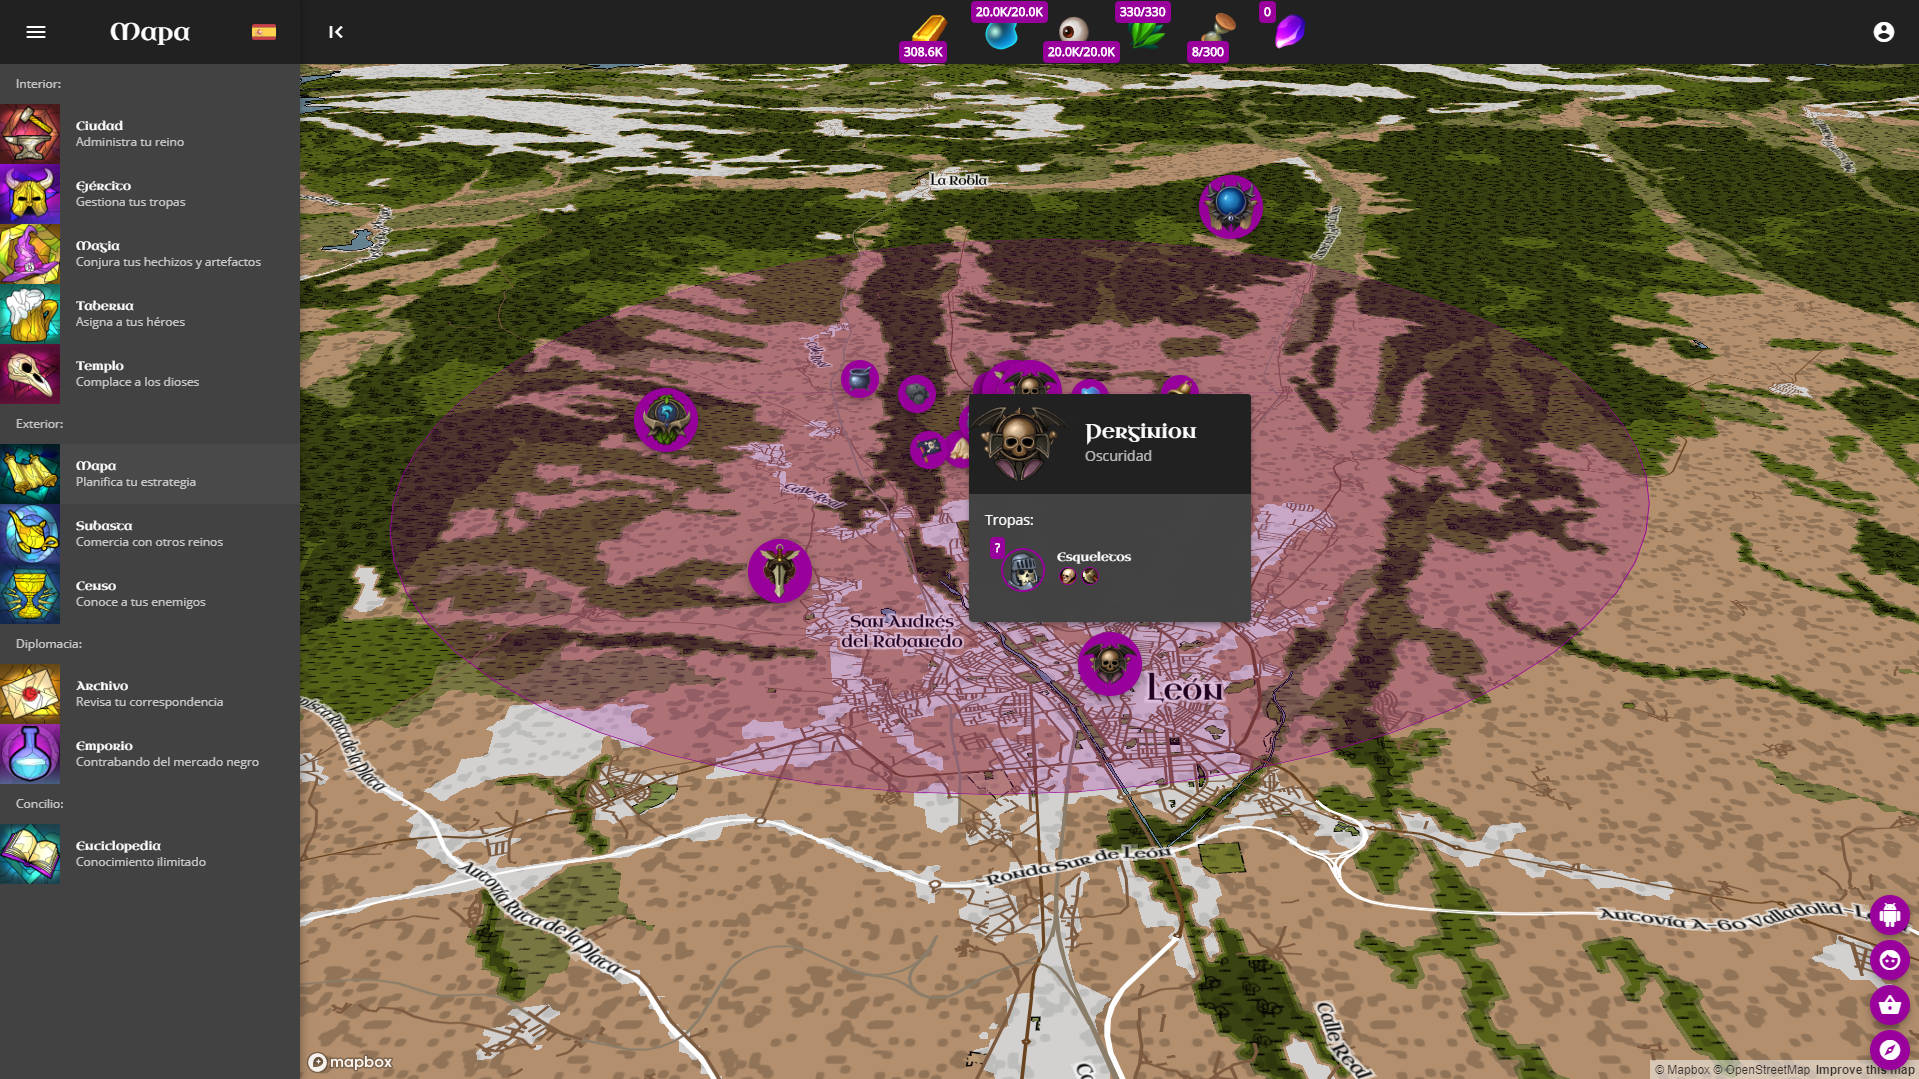 Mapa
308.6K
20.0K/20.0K
20.0K/20.0K
330/330
8/300
0
Interior:
Ciudad
Administra tu reino
Ejército
Gestiona tus tropas
Magia
Conjura tus hechizos y artefactos
Taberna
Asigna a tus héroes
Templo
Complace a los dioses
Exterior:
Mapa
Planifica tu estrategia
Subasta
Comercia con otros reinos
Censo
Conoce a tus enemigos
Diplomacia:
Archivo
Revisa tu correspondencia
Emporio
Contrabando del mercado negro
Concilio:
Enciclopedia
Conocimiento ilimitado
La Robla
Perginion
Oscuridad
Tropas:
?
Esqueletos
Calle Real
San Andrés
del Rabanedo
León
Ronda Sur de León
Autovía Ruta de la Plata
Autovía A-60 Valladolid-L
Calle Real
mapbox
© Mapbox © OpenStreetMap Improve this map